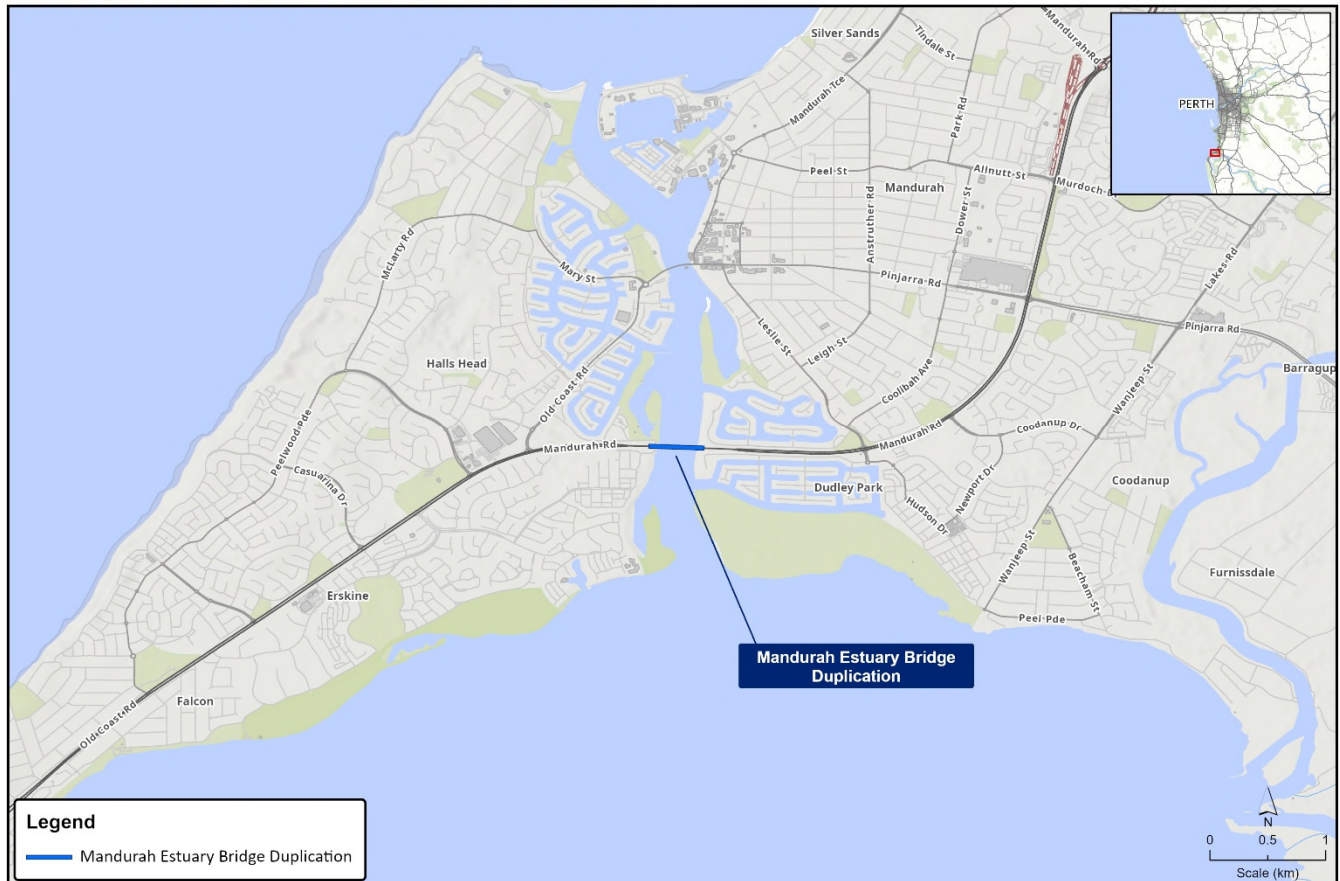 Silver Sands
Tindale St
Mandurah Rd
Mandurah Tce
Park Rd
PERTH
Peel St
Allnutt St
Mandurah
Murdoch
Anstruther Rd
Dower St
McLarty Rd
Mary St
Pinjarra Rd
Lakes Rd
Leslie St
Leigh St
Pinjarra Rd
Halls Head
Old Coast Rd
Coolibah Ave
Wanjeep St
Barragup
Peelwood Pde
Mandurah Rd
Mandurah Rd
Coodanup Dr
Casuarina Dr
Dudley Park
Newport Dr
Coodanup
Hudson Dr
Wanjeep St
Beacham St
Furnissdale
Erskine
Peel Pde
Mandurah Estuary Bridge
Duplication
Falcon
Old Coast Rd
Legend
Mandurah Estuary Bridge Duplication
N
0 0.5 1
Scale (km)